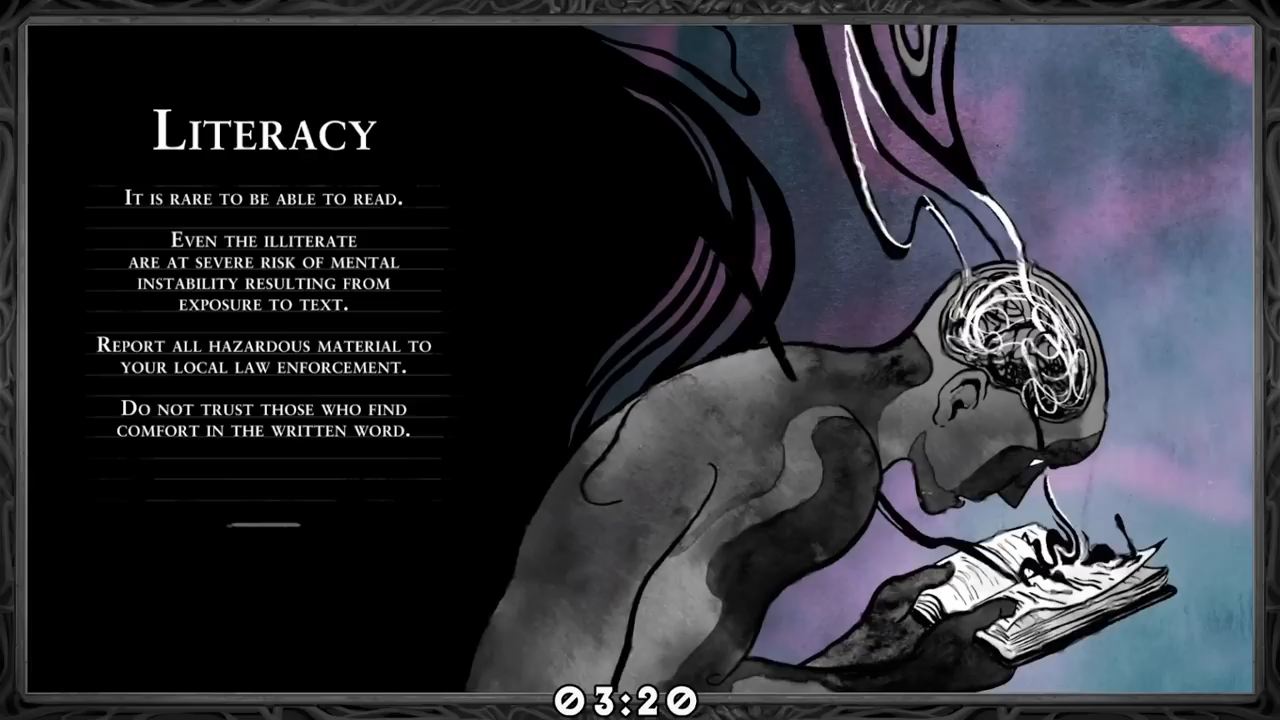 Literacy
It is rare to be able to read.
Even the illiterate
are at severe risk of mental
instability resulting from
exposure to text.
Report all hazardous material to
your local law enforcement.
Do not trust those who find
comfort in the written word.
03:20